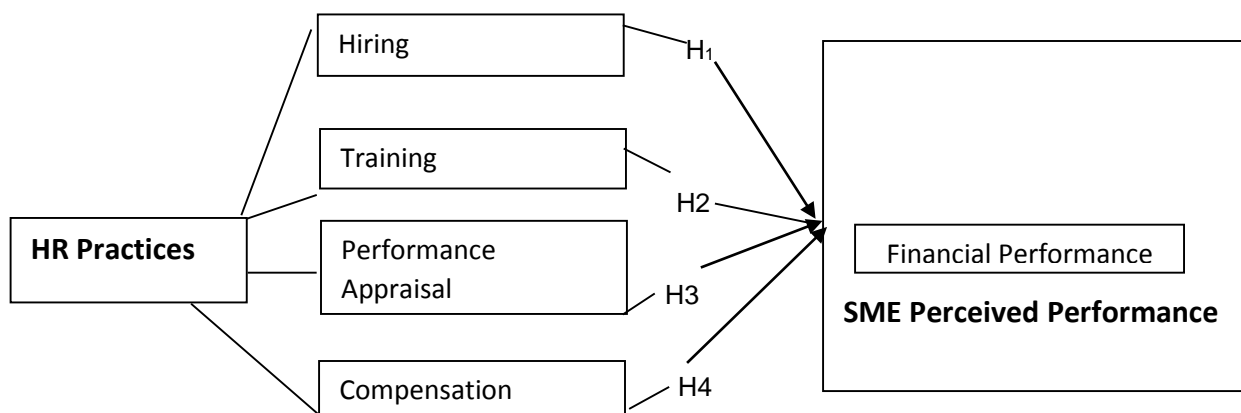 Hiring
H1
Training
H2
HR Practices
Performance
Appraisal
H3
Financial Performance
SME Perceived Performance
Compensation
H4